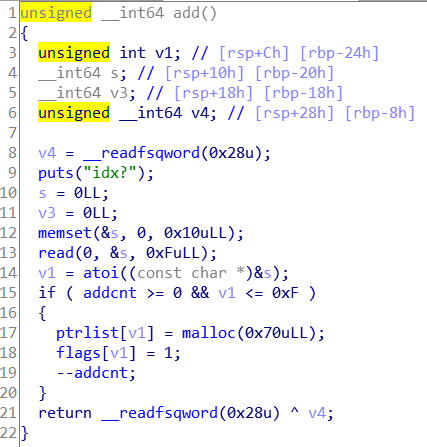 1 unsigned __int64 add()
2 {
3 unsigned int v1; // [rsp+Ch] [rbp-24h]
4 __int64 s; // [rsp+10h] [rbp-20h]
5 __int64 v3; // [rsp+18h] [rbp-18h]
6 unsigned __int64 v4; // [rsp+28h] [rbp-8h]
7
8 v4 = __readfsqword(0x28u);
9 puts("idx?");
10 s = 0LL;
11 v3 = 0LL;
12 memset(&s, 0, 0x10uLL);
13 read(0, &s, 0xFuLL);
14 v1 = atoi((const char *)&s);
15 if ( addcnt >= 0 && v1 <= 0xF )
16 {
17 ptrlist[v1] = malloc(0x70uLL);
18 flags[v1] = 1;
19 --addcnt;
20 }
21 return __readfsqword(0x28u) ^ v4;
22 }